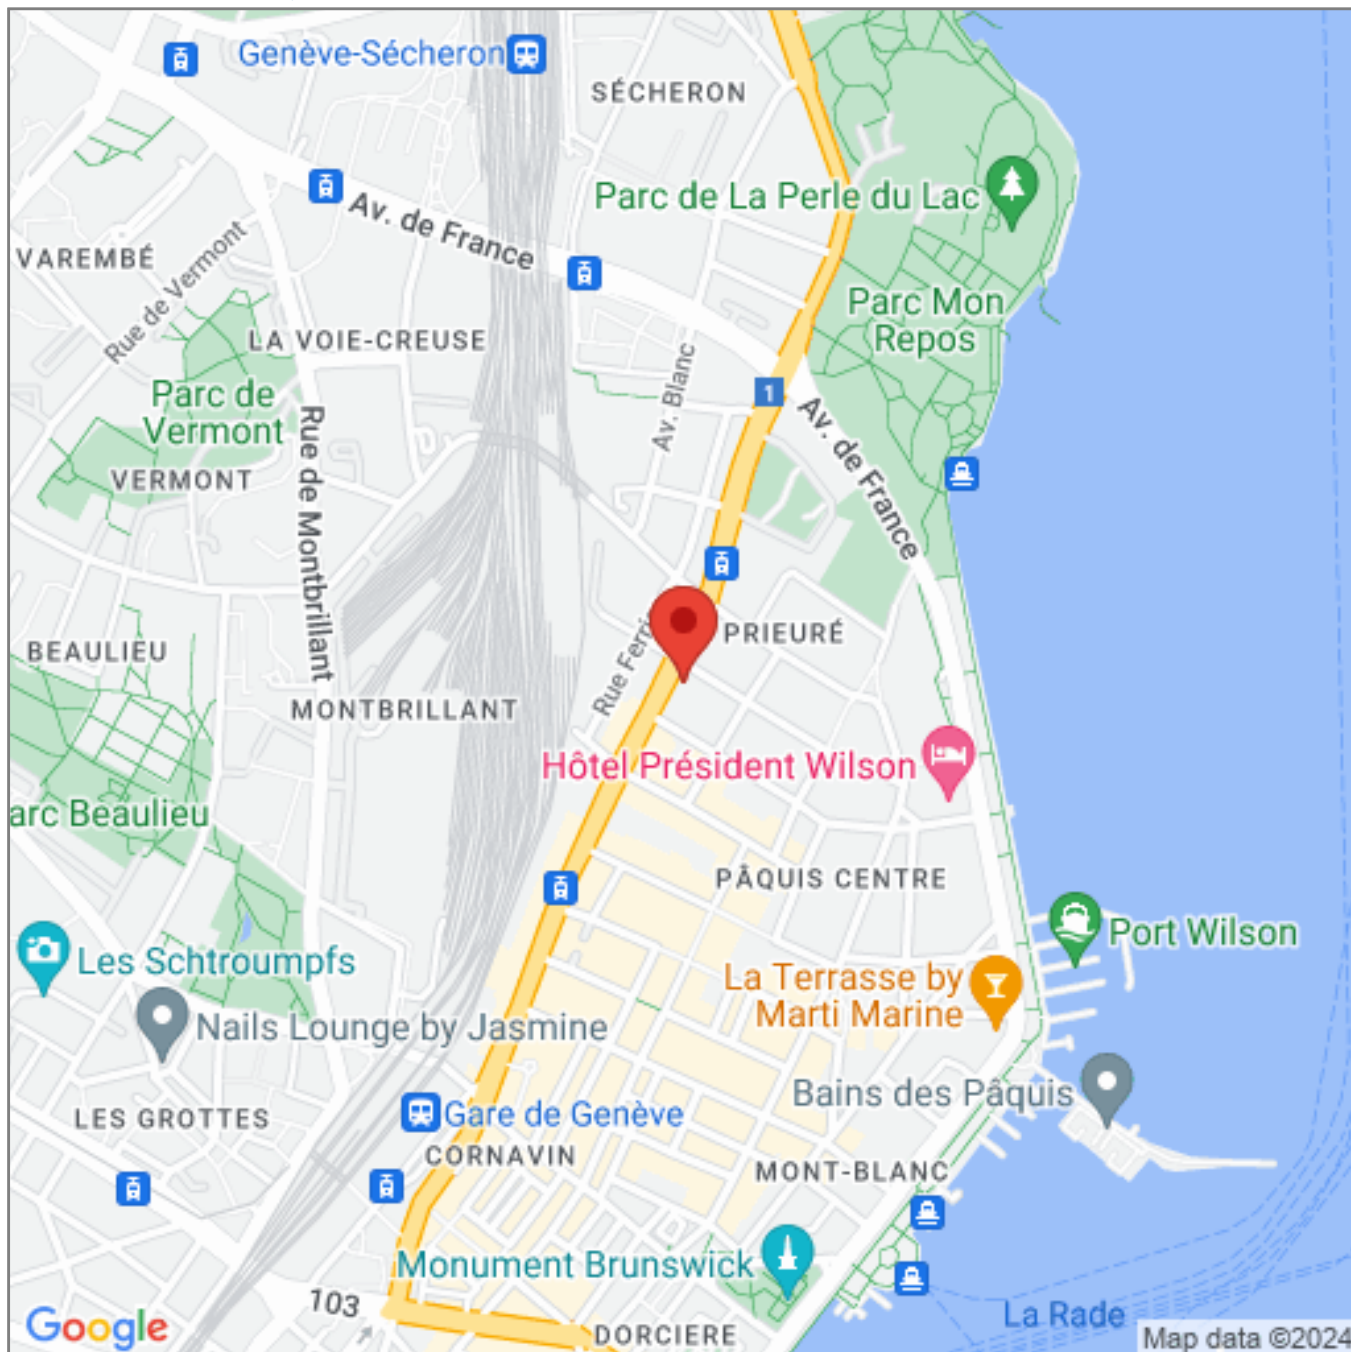 Genève-Sécheron
SÉCHERON
Parc de La Perle du Lac
Av. de France
VAREMBÉ
Rue de Vermont
Parc Mon
Repos
LA VOIE-CREUSE
Av. Blanc
1
Parc de
Vermont
Av. de France
Rue de Montbrillant
VERMONT
PRIEURÉ
BEAULIEU
Rue Ferri
MONTBRILLANT
Hôtel Président Wilson
arc Beaulieu
PÂQUIS CENTRE
Port Wilson
Les Schtroumpfs
La Terrasse by
Marti Marine
Nails Lounge by Jasmine
Bains des Pâquis
Gare de Genève
LES GROTTES
CORNAVIN
MONT-BLANC
Monument Brunswick
103
La Rade
Google
DORCIERE
Map data ©2024